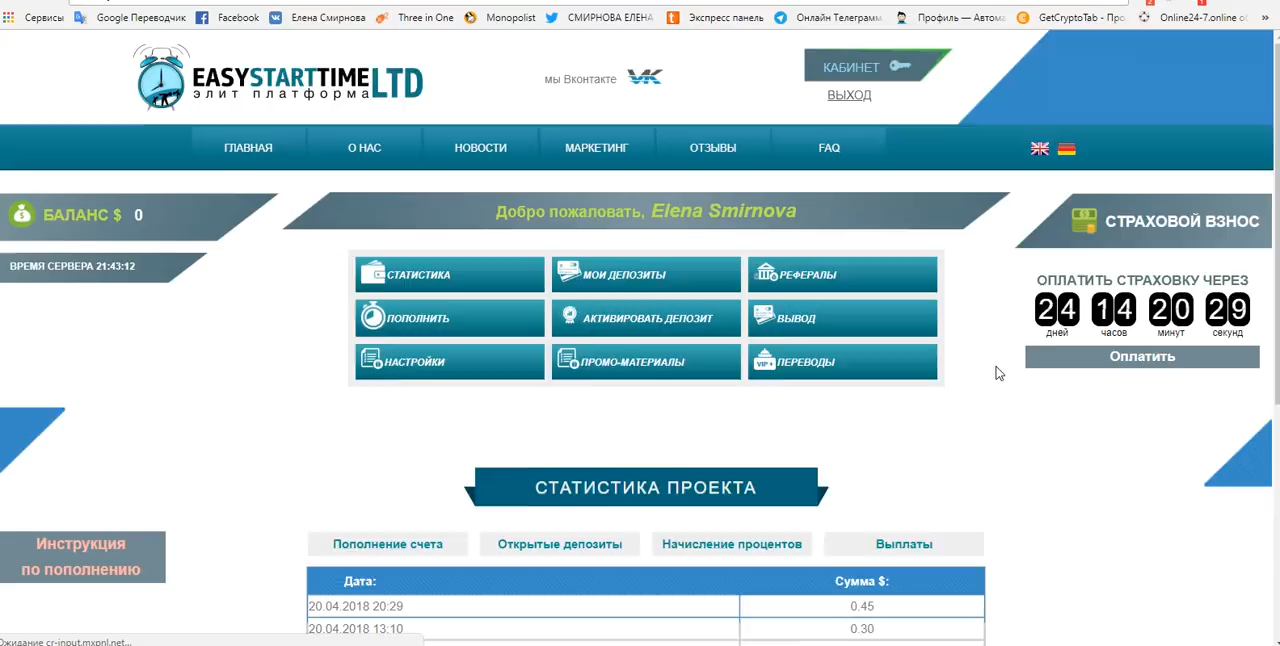 Сервисы Google Переводчик Facebook Елена Смирнова Three in One Monopolist СМИРНОВА ЕЛЕНА Экспресс панель Онлайн Телеграмм Профиль — Автома GetCryptoTab - Про Online24-7.online о »
EASYSTARTTIME LTD
элит платформа
мы Вконтакте
КАБИНЕТ
ВЫХОД
ГЛАВНАЯ О НАС НОВОСТИ МАРКЕТИНГ ОТЗЫВЫ FAQ
БАЛАНС $ 0
Добро пожаловать, Elena Smirnova
СТРАХОВОЙ ВЗНОС
ВРЕМЯ СЕРВЕРА 21:43:12
СТАТИСТИКА МОИ ДЕПОЗИТЫ РЕФЕРАЛЫ
ОПЛАТИТЬ СТРАХОВКУ ЧЕРЕЗ
24 14 20 29
дней часов минут секунд
ПОПОЛНИТЬ АКТИВИРОВАТЬ ДЕПОЗИТ ВЫВОД
Оплатить
НАСТРОЙКИ ПРОМО-МАТЕРИАЛЫ VIP+ ПЕРЕВОДЫ
СТАТИСТИКА ПРОЕКТА
Инструкция
по пополнению
Пополнение счета Открытые депозиты Начисление процентов Выплаты
Дата: Сумма $:
20.04.2018 20:29 0.45
20.04.2018 13:10 0.30
Ожидание cr-input.mxpnl.net...